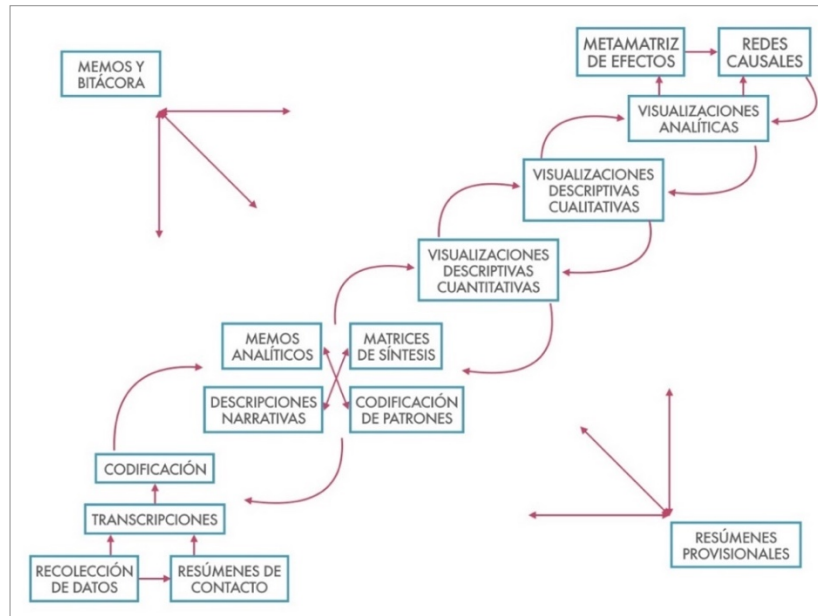 METAMATRIZ
DE EFECTOS
REDES
CAUSALES
MEMOS Y
BITÁCORA
VISUALIZACIONES
ANALÍTICAS
VISUALIZACIONES
DESCRIPTIVAS
CUALITATIVAS
VISUALIZACIONES
DESCRIPTIVAS
CUANTITATIVAS
MEMOS
ANALÍTICOS
MATRICES
DE SÍNTESIS
DESCRIPCIONES
NARRATIVAS
CODIFICACIÓN
DE PATRONES
CODIFICACIÓN
TRANSCRIPCIONES
RECOLECCIÓN
DE DATOS
RESÚMENES DE
CONTACTO
RESÚMENES
PROVISIONALES